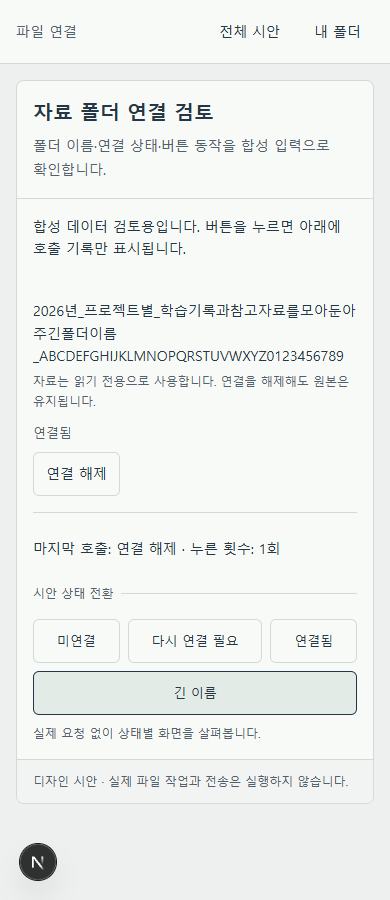 파일 연결
전체 시안
내 폴더
자료 폴더 연결 검토
폴더 이름·연결 상태·버튼 동작을 합성 입력으로
확인합니다.
합성 데이터 검토용입니다. 버튼을 누르면 아래에
호출 기록만 표시됩니다.
2026년_프로젝트별_학습기록과참고자료를모아둔아
주긴폴더이름
_ABCDEFGHIJKLMNOPQRSTUVWXYZ0123456789
자료는 읽기 전용으로 사용합니다. 연결을 해제해도 원본은
유지됩니다.
연결됨
연결 해제
마지막 호출: 연결 해제 · 누른 횟수: 1회
시안 상태 전환
미연결
다시 연결 필요
연결됨
긴 이름
실제 요청 없이 상태별 화면을 살펴봅니다.
디자인 시안 · 실제 파일 작업과 전송은 실행하지 않습니다.
N